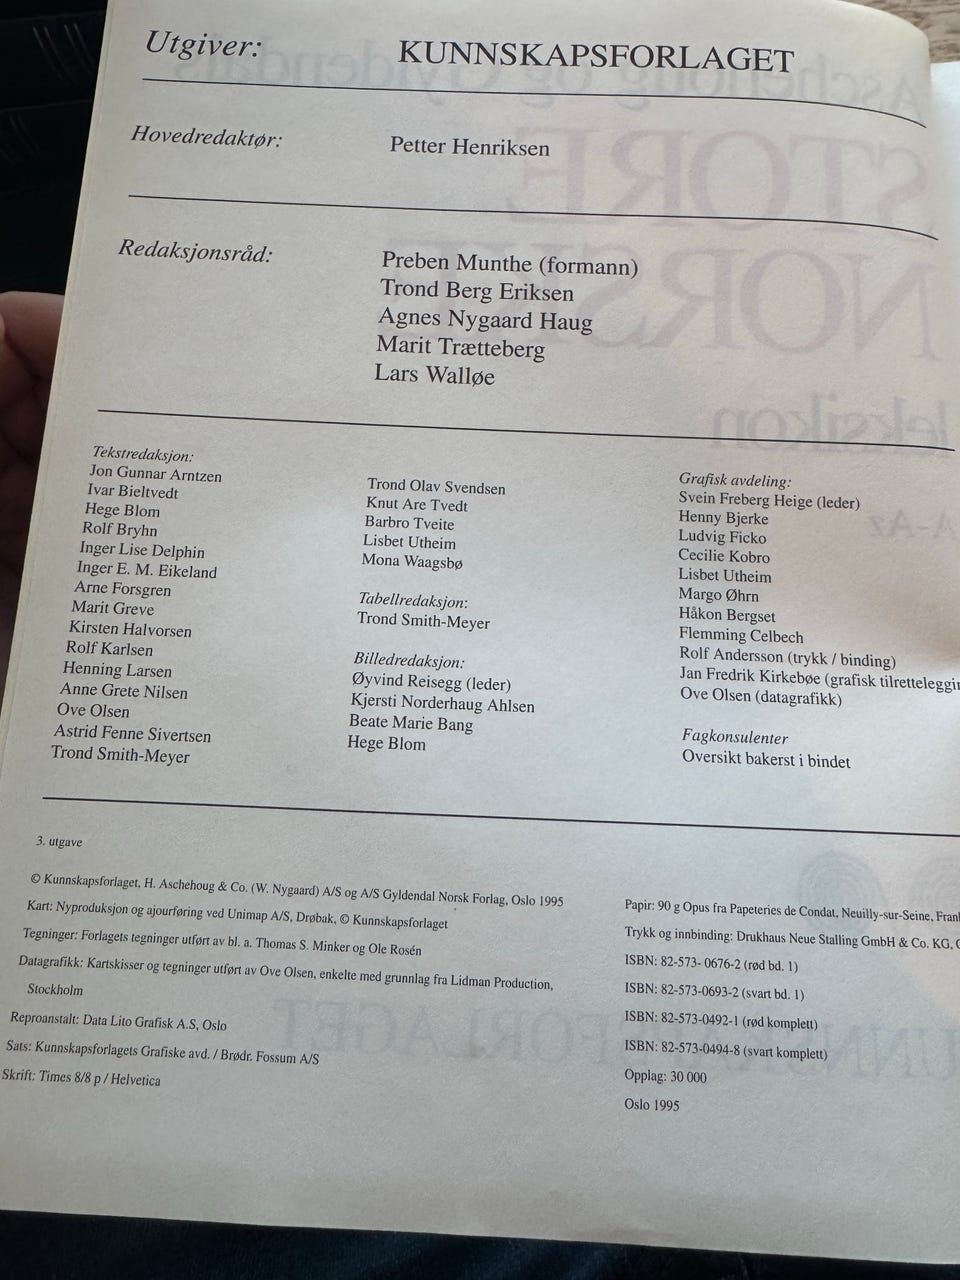 Utgiver: KUNNSKAPSFORLAGET
Hovedredaktør: Petter Henriksen
Redaksjonsråd: Preben Munthe (formann)
Trond Berg Eriksen
Agnes Nygaard Haug
Marit Trætteberg
Lars Walløe
Tekstredaksjon:
Jon Gunnar Arntzen
Ivar Bieltvedt
Hege Blom
Rolf Bryhn
Inger Lise Delphin
Inger E. M. Eikeland
Arne Forsgren
Marit Greve
Kirsten Halvorsen
Rolf Karlsen
Henning Larsen
Anne Grete Nilsen
Ove Olsen
Astrid Fenne Sivertsen
Trond Smith-Meyer
Trond Olav Svendsen
Knut Are Tvedt
Barbro Tveite
Lisbet Utheim
Mona Waagsbø
Tabellredaksjon:
Trond Smith-Meyer
Billedredaksjon:
Øyvind Reisegg (leder)
Kjersti Norderhaug Ahlsen
Beate Marie Bang
Hege Blom
Grafisk avdeling:
Svein Freberg Heige (leder)
Henny Bjerke
Ludvig Ficko
Cecilie Kobro
Lisbet Utheim
Margo Øhrn
Håkon Bergset
Flemming Celbech
Rolf Andersson (trykk / binding)
Jan Fredrik Kirkebøe (grafisk
Ove Olsen (datagrafikk)
Fagkonsulenter
Oversikt bakerst i bindet
3. utgave
© Kunnskapsforlaget, H. Aschehoug & Co. (W. Nygaard) A/S og A/S Gyldendal Norsk Forlag, Oslo 1995
Kart: Nyproduksjon og ajourføring ved Unimap A/S, Drøbak, © Kunnskapsforlaget
Tegninger: Forlagets tegninger utført av bl. a. Thomas S. Minker og Ole Rosén
Datagrafikk: Kartskisser og tegninger utført av Ove Olsen, enkelte med grunnlag fra Lidman Production,
Stockholm
Reproanstalt: Data Lito Grafisk A.S, Oslo
Sats: Kunnskapsforlagets Grafiske avd. / Brødr. Fossum A/S
Skrift: Times 8/8 p / Helvetica
Papir: 90 g Opus fra Papeteries de Condat, Neuilly-sur-Seine,
Trykk og innbinding: Drukhaus Neue Stalling GmbH & Co. KG,
ISBN: 82-573- 0676-2 (rød bd. 1)
ISBN: 82-573-0693-2 (svart bd. 1)
ISBN: 82-573-0492-1 (rød komplett)
ISBN: 82-573-0494-8 (svart komplett)
Opplag: 30 000
Oslo 1995